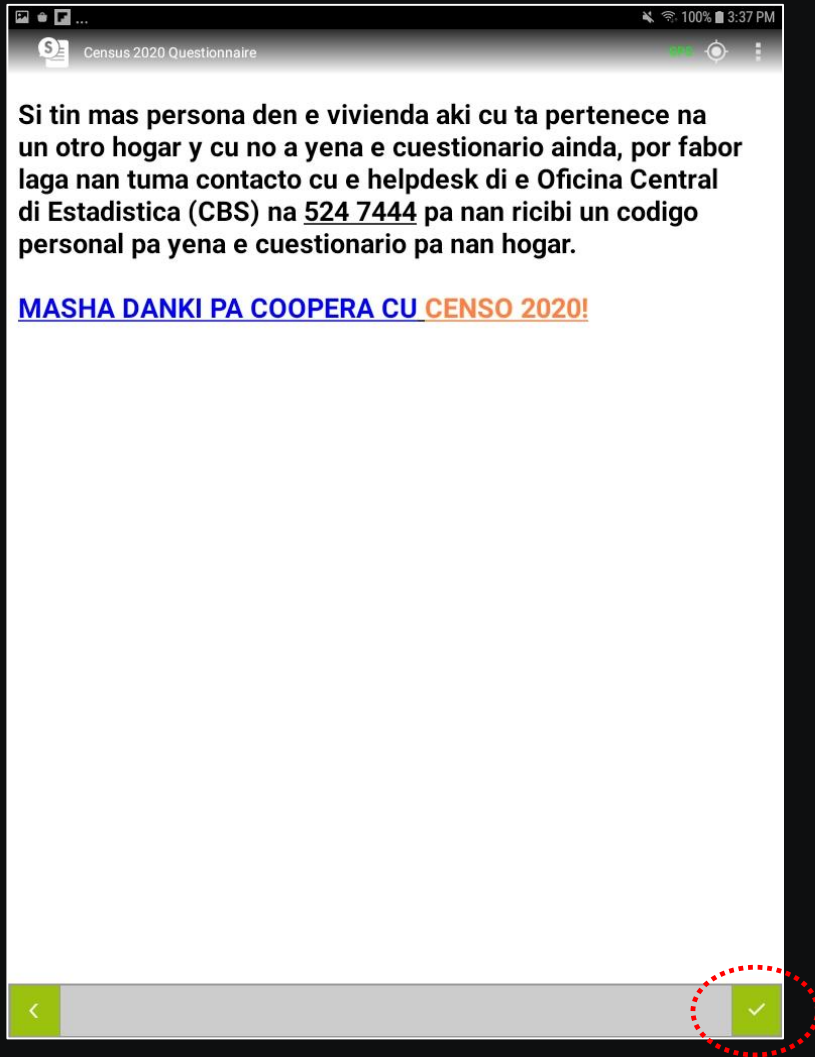 ...
100% 3:37 PM
Census 2020 Questionnaire
Si tin mas persona den e vivienda aki cu ta pertenece na
un otro hogar y cu no a yena e cuestionario ainda, por fabor
laga nan tuma contacto cu e helpdesk di e Oficina Central
di Estadistica (CBS) na 524 7444 pa nan ricibi un codigo
personal pa yena e cuestionario pa nan hogar.
MASHA DANKI PA COOPERA CU CENSO 2020!